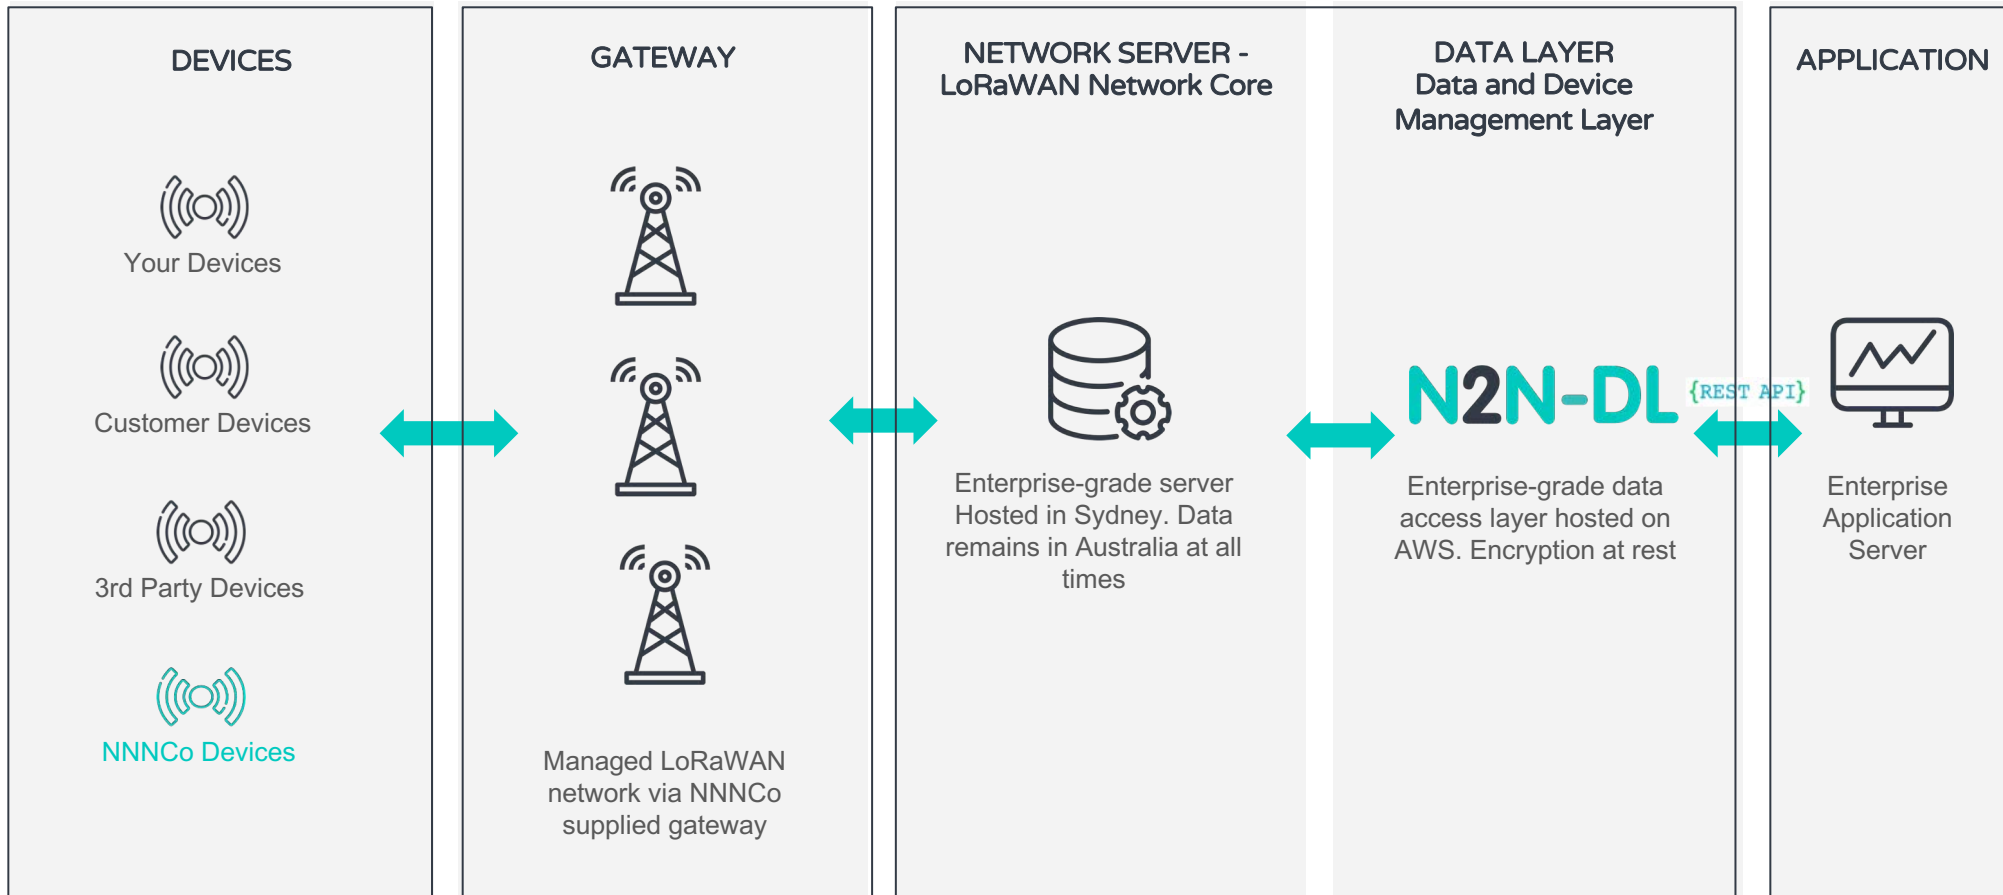 DEVICES
Your Devices
Customer Devices
3rd Party Devices
NNNCo Devices
GATEWAY
Managed LoRaWAN
network via NNNCo
supplied gateway
NETWORK SERVER -
LoRaWAN Network Core
Enterprise-grade server
Hosted in Sydney. Data
remains in Australia at all
times
DATA LAYER
Data and Device
Management Layer
N2N-DL
Enterprise-grade data
access layer hosted on
AWS. Encryption at rest
{REST API}
APPLICATION
Enterprise
Application
Server